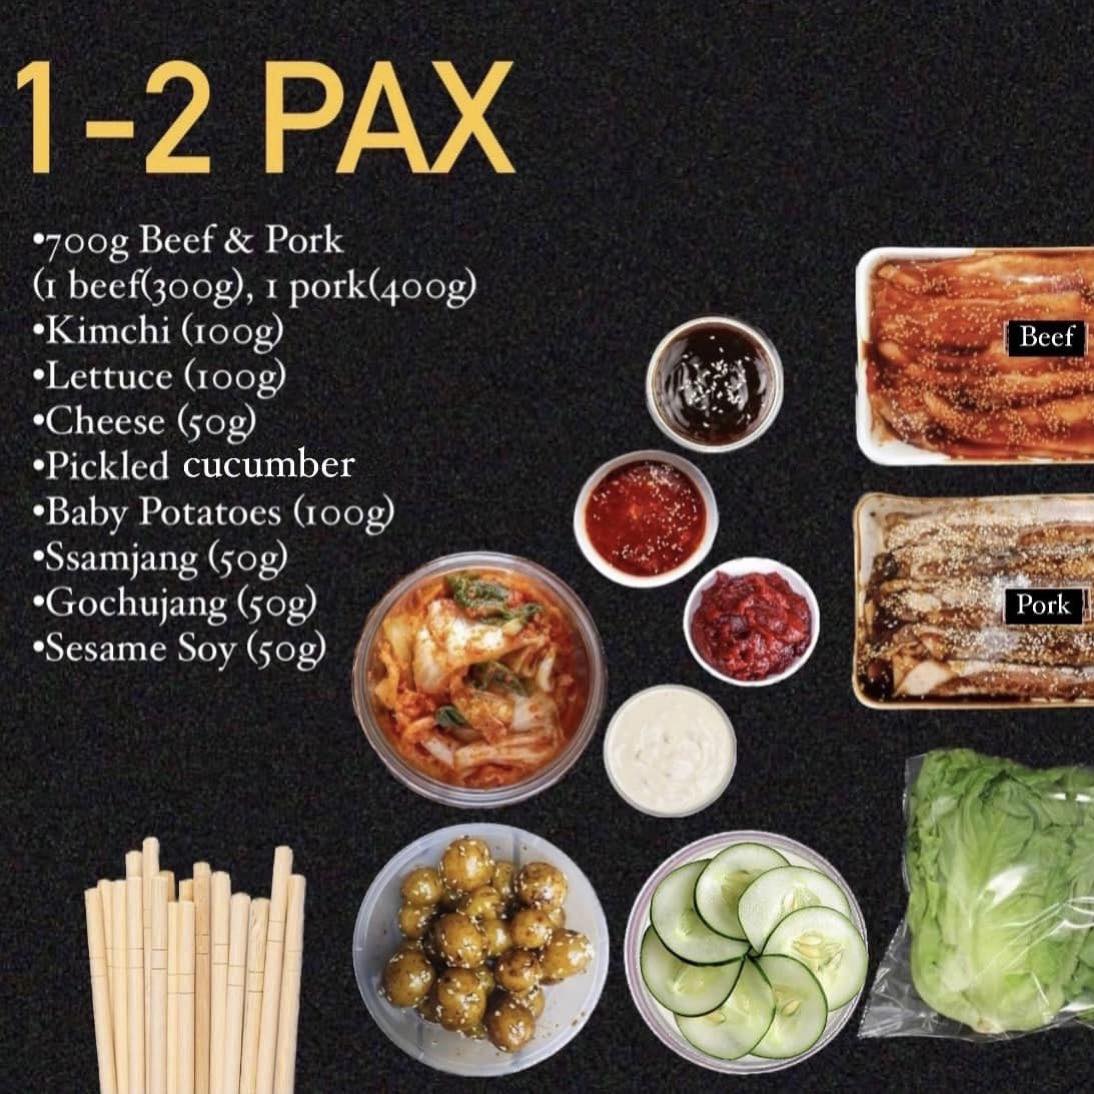 1-2 PAX
•700g Beef & Pork
(1 beef(300g), 1 pork(400g)
•Kimchi (100g)
•Lettuce (100g)
•Cheese (50g)
•Pickled cucumber
•Baby Potatoes (100g)
•Ssamjang (50g)
•Gochujang (50g)
•Sesame Soy (50g)
Beef
Pork